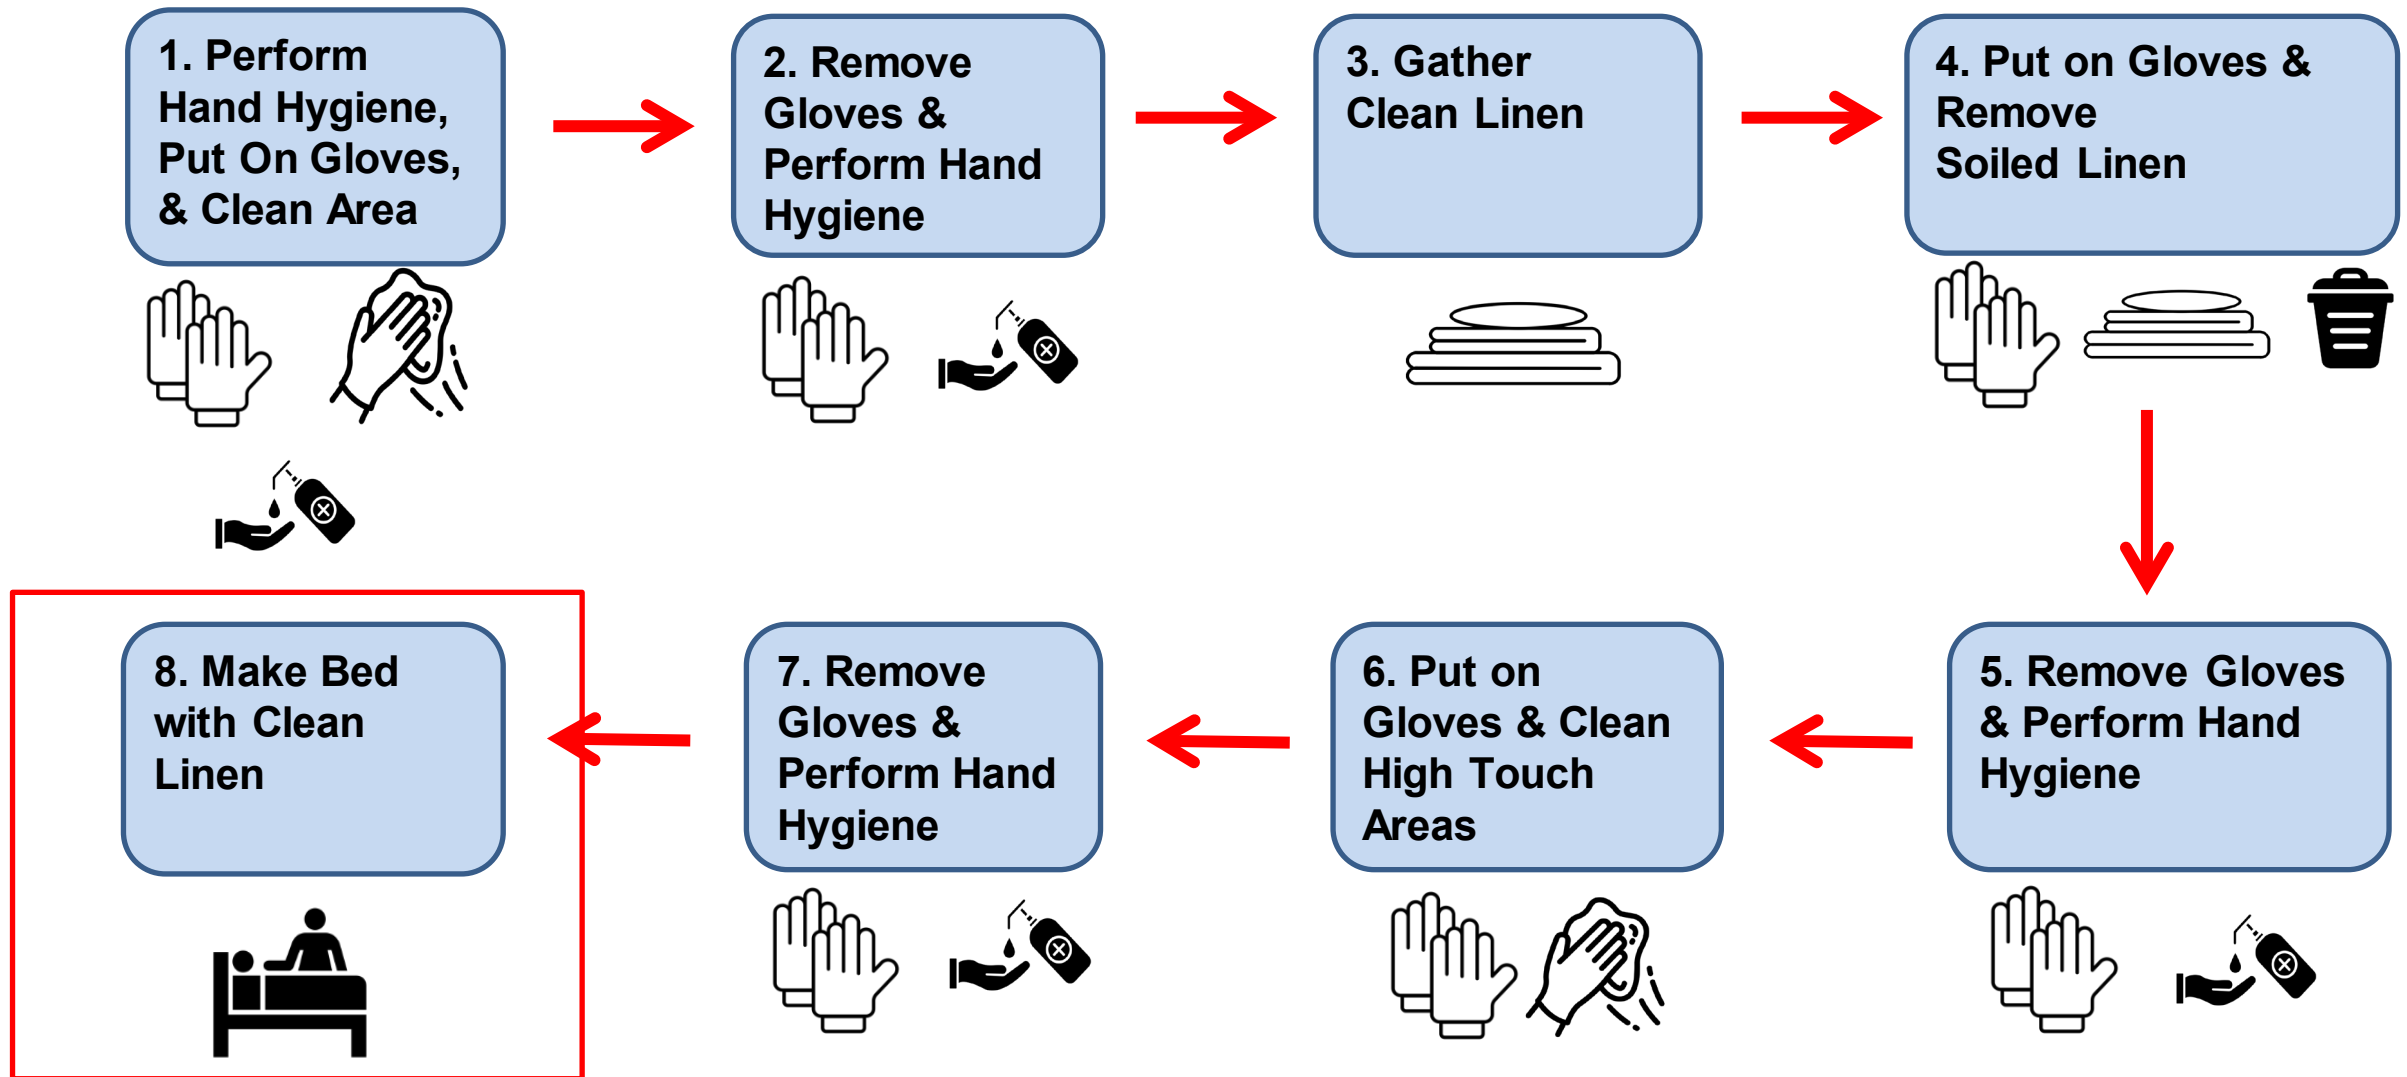 1. Perform
Hand Hygiene,
Put On Gloves,
& Clean Area
2. Remove
Gloves &
Perform Hand
Hygiene
3. Gather
Clean Linen
4. Put on Gloves &
Remove
Soiled Linen
5. Remove Gloves
& Perform Hand
Hygiene
6. Put on
Gloves & Clean
High Touch
Areas
7. Remove
Gloves &
Perform Hand
Hygiene
8. Make Bed
with Clean
Linen